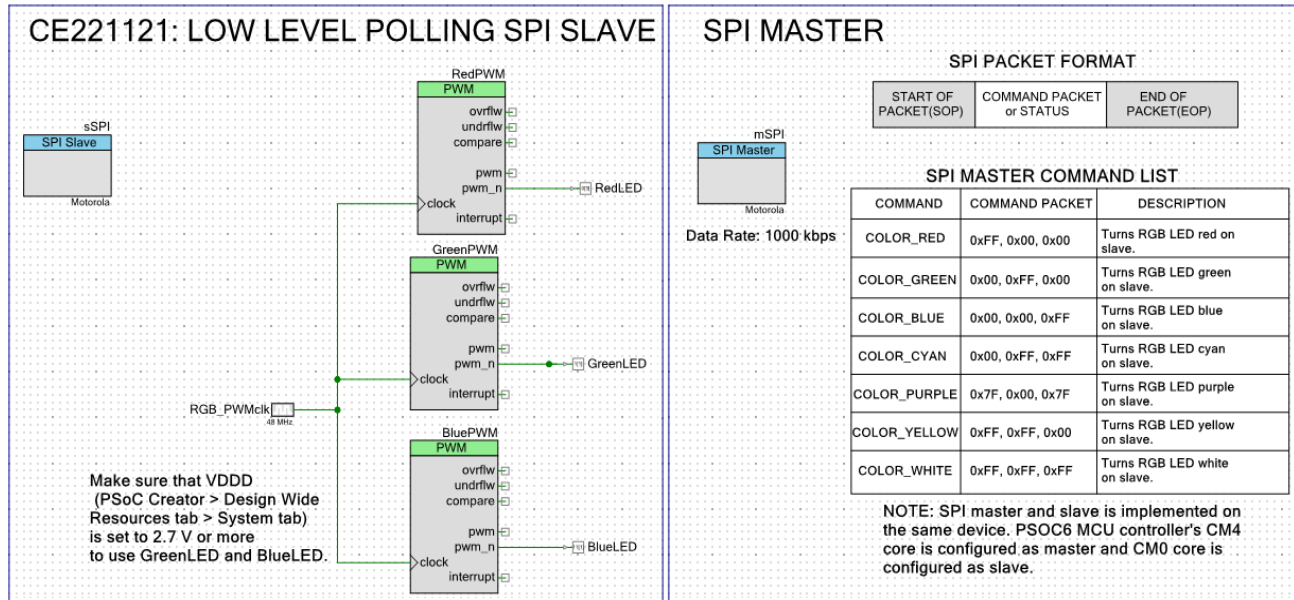 CE221121: LOW LEVEL POLLING SPI SLAVE
sSPI
SPI Slave
Motorola
RedPWM
PWM
ovrflw
undrflw
compare
pwm
pwm_n
RedLED
clock
interrupt
GreenPWM
PWM
ovrflw
undrflw
compare
pwm
pwm_n
GreenLED
clock
interrupt
RGB_PWMclk
48 MHz
BluePWM
PWM
ovrflw
undrflw
compare
pwm
pwm_n
BlueLED
clock
interrupt
Make sure that VDDD
(PSoC Creator > Design Wide
Resources tab > System tab)
is set to 2.7 V or more
to use GreenLED and BlueLED.
SPI MASTER
SPI PACKET FORMAT
START OF
PACKET(SOP)
COMMAND PACKET
or STATUS
END OF
PACKET(EOP)
mSPI
SPI Master
Motorola
Data Rate: 1000 kbps
SPI MASTER COMMAND LIST
COMMAND COMMAND PACKET DESCRIPTION
COLOR_RED 0xFF, 0x00, 0x00 Turns RGB LED red on
slave.
COLOR_GREEN 0x00, 0xFF, 0x00 Turns RGB LED green
on slave.
COLOR_BLUE 0x00, 0x00, 0xFF Turns RGB LED blue
on slave.
COLOR_CYAN 0x00, 0xFF, 0xFF Turns RGB LED cyan
on slave.
COLOR_PURPLE 0x7F, 0x00, 0x7F Turns RGB LED purple
on slave.
COLOR_YELLOW 0xFF, 0xFF, 0x00 Turns RGB LED yellow
on slave.
COLOR_WHITE 0xFF, 0xFF, 0xFF Turns RGB LED white
on slave.
NOTE: SPI master and slave is implemented on
the same device. PSOC6 MCU controller's CM4
core is configured as master and CM0 core is
configured as slave.